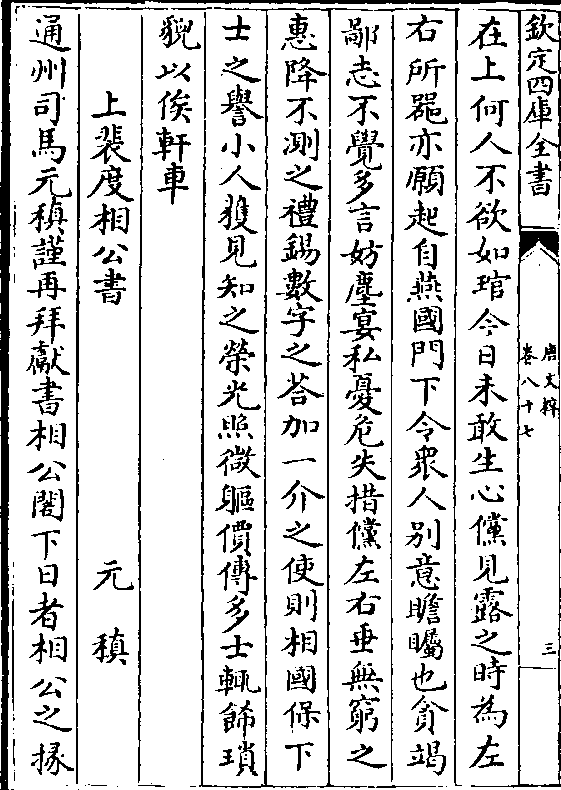 欽定四庫全書
唐文粹
卷八十七
三
在上何人不欲如琯今日未敢生心儻見露之時為左
右所嗤亦願起自燕國門下令衆人別意瞻矚也貪竭
鄙志不覺多言妨塵宴私憂危失措儻左右垂無窮之
惠降不測之禮錫數字之荅加一介之使則相國保下
士之譽小人獲見知之榮光照微軀價傳多士輒飾瑣
貌以俟軒車
上裴度相公書
元稹
通州司馬元稹謹再拜獻書相公閤下日者相公之掾